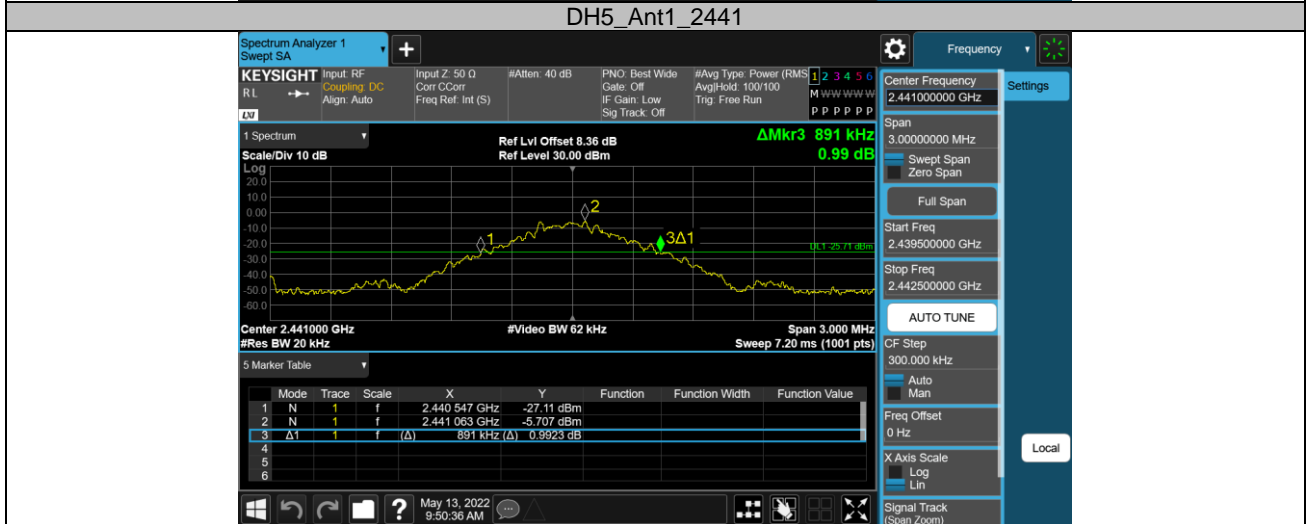 DH5_Ant1_2441
Spectrum Analyzer 1
Swept SA
+
Frequency
KEYSIGHT Input: RF Input Z: 50 Ω #Atten: 40 dB PNO: Best Wide #Avg Type: Power (RMS 1 2 3 4 5 6
RL Coupling: DC Corr CCorr Gate: Off Avg|Hold: 100/100 M W W W W W
Align: Auto Freq Ref: Int (S) IF Gain: Low Trig: Free Run P P P P P P
LXI Sig Track: Off
1 Spectrum
Ref Lvl Offset 8.36 dB
ΔMkr3 891 kHz
Scale/Div 10 dB
Ref Level 30.00 dBm
0.99 dB
Log
20.0
10.0
0.00
-10.0
-20.0
-30.0
-40.0
-50.0
-60.0
1
2
3Δ1
DL1 -25.71 dBm
Center 2.441000 GHz #Video BW 62 kHz Span 3.000 MHz
#Res BW 20 kHz Sweep 7.20 ms (1001 pts)
5 Marker Table
Mode Trace Scale X Y Function Function Width Function Value
1 N 1 f 2.440 547 GHz -27.11 dBm
2 N 1 f 2.441 063 GHz -5.707 dBm
3 Δ1 1 f (Δ) 891 kHz (Δ) 0.9923 dB
4
5
6
?
May 13, 2022
9:50:36 AM
Center Frequency
2.441000000 GHz
Settings
Span
3.00000000 MHz
Swept Span
Zero Span
Full Span
Start Freq
2.439500000 GHz
Stop Freq
2.442500000 GHz
AUTO TUNE
CF Step
300.000 kHz
Auto
Man
Freq Offset
0 Hz
Local
X Axis Scale
Log
Lin
Signal Track
(Span Zoom)